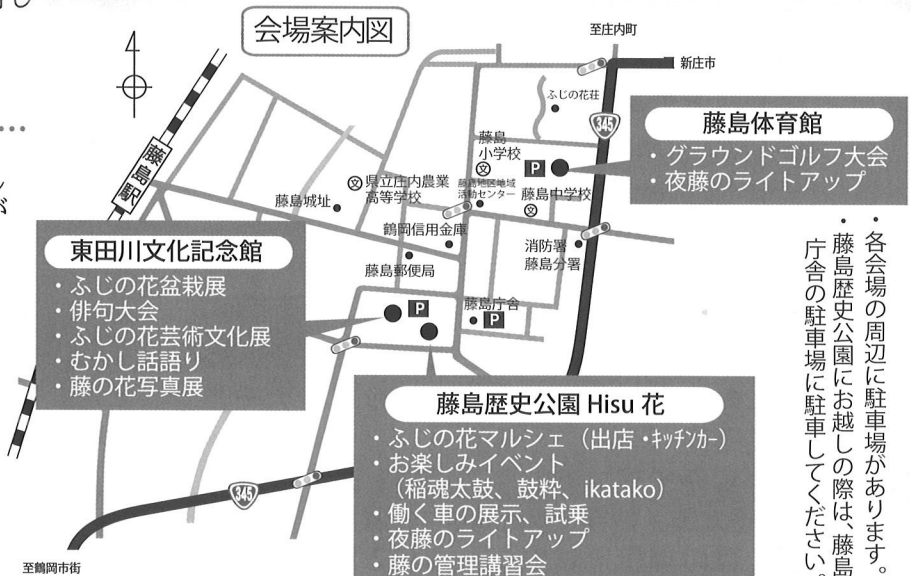 会場案内図
4
至庄内町
新庄市
ふじの花荘
345
藤島
小学校
P
文
藤島駅
文
県立庄内農業
高等学校
藤島城址
藤島地区地域
活動センター
藤島中学校
文
鶴岡信用金庫
藤島郵便局
消防署
藤島分署
P
藤島庁舎
P
345
至鶴岡市街
藤島体育館
・グラウンドゴルフ大会
・夜藤のライトアップ
東田川文化記念館
・ふじの花盆栽展
・俳句大会
・ふじの花芸術文化展
・むかし話語り
・藤の花写真展
藤島歴史公園 Hisu 花
・ふじの花マルシェ（出店・キッチンカー）
・お楽しみイベント
（稲魂太鼓、鼓粋、ikatako）
・働く車の展示、試乗
・夜藤のライトアップ
・藤の管理講習会
・各会場の周辺に駐車場があります。
・藤島歴史公園にお越しの際は、藤島
庁舎の駐車場に駐車してください。
が